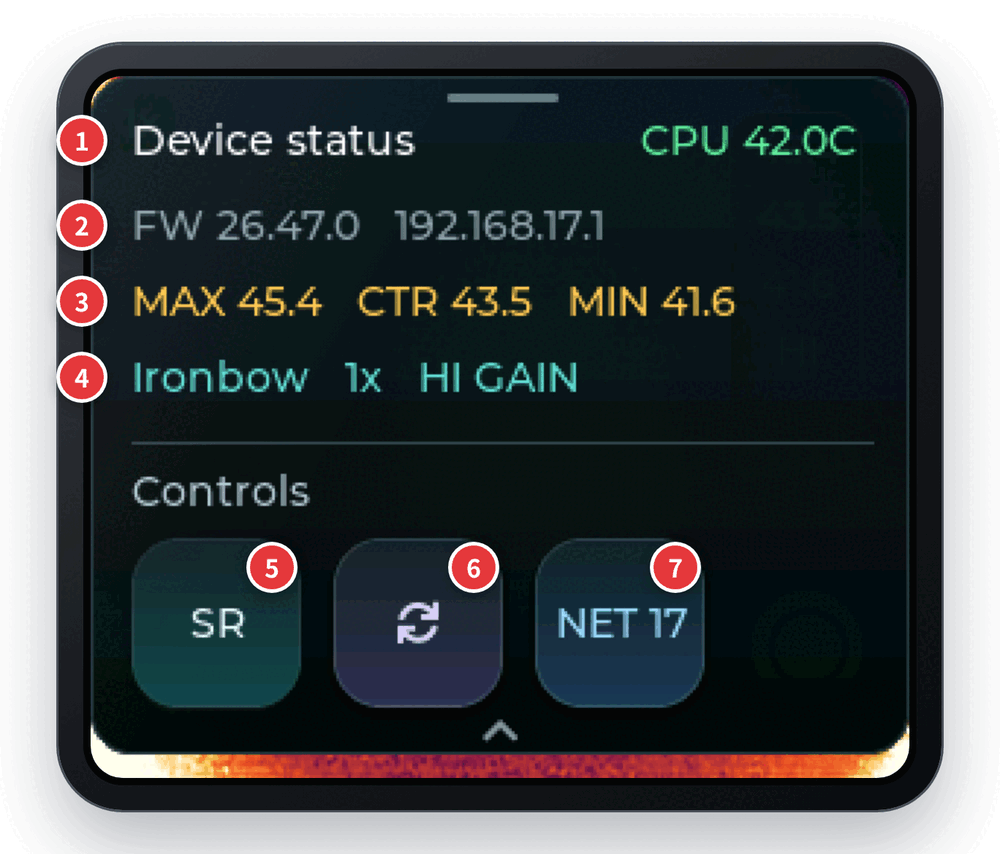 1 Device status CPU 42.0C
2 FW 26.47.0 192.168.17.1
3 MAX 45.4 CTR 43.5 MIN 41.6
4 Ironbow 1x HI GAIN
Controls
5 6 7
SR NET 17